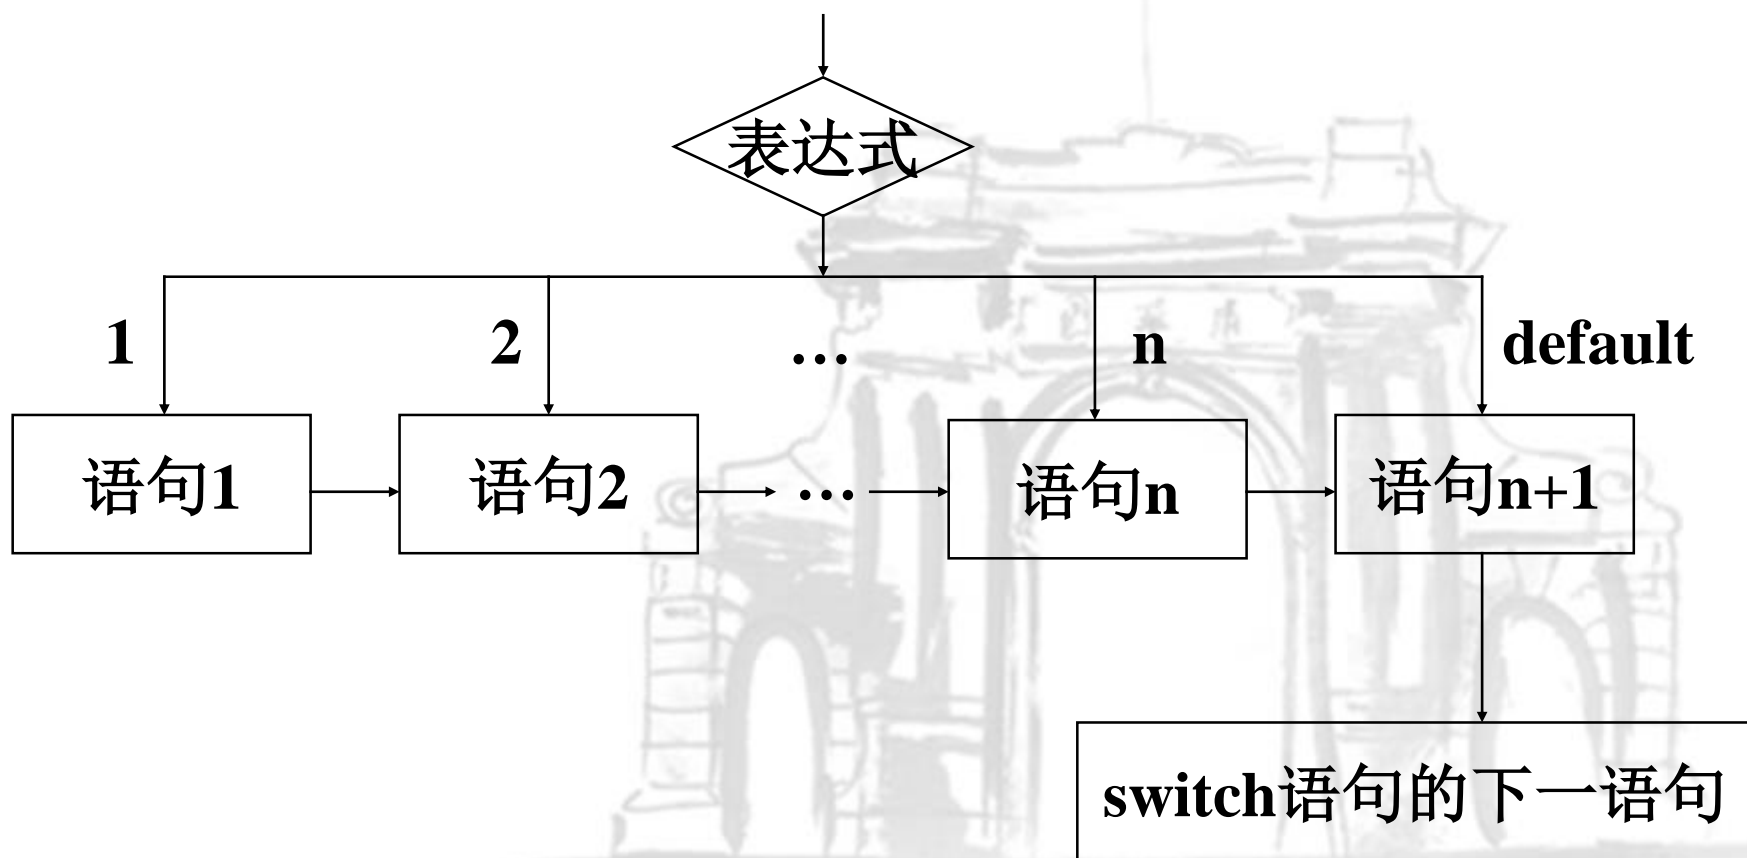 表达式
1 2 … n default
语句1 语句2 … 语句n 语句n+1
switch语句的下一语句